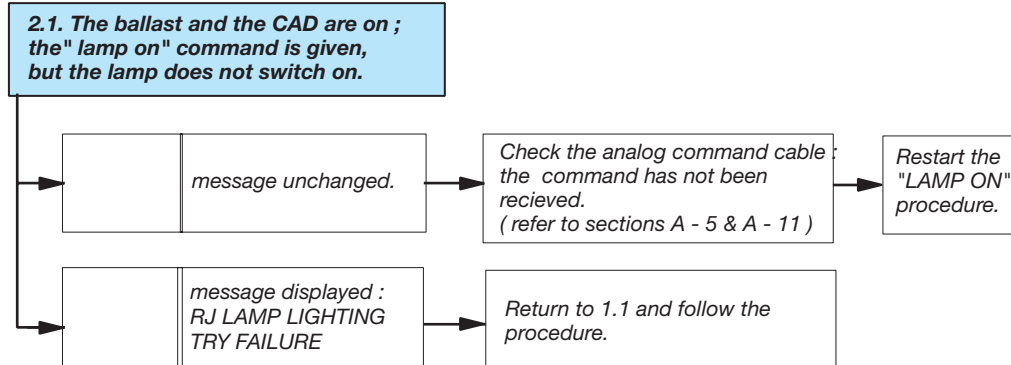 2.1. The ballast and the CAD are on ;
the" lamp on" command is given,
but the lamp does not switch on.
message unchanged.
Check the analog command cable :
the command has not been
recieved.
( refer to sections A - 5 & A - 11 )
Restart the
"LAMP ON"
procedure.
message displayed :
RJ LAMP LIGHTING
TRY FAILURE
Return to 1.1 and follow the
procedure.